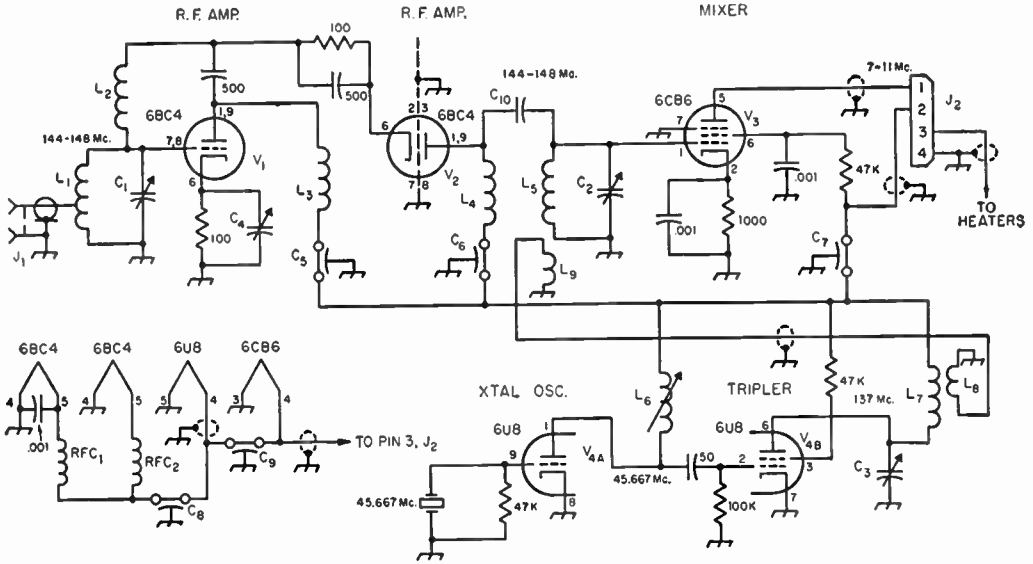 R.F. AMP.
R.F. AMP.
MIXER
100
500
500
L2
6BC4
1,9
7,8
V1
6
144-148 Mc.
L1
C1
100
C4
J1
L3
C5
2 3
6BC4
6
1,9
7 8
V2
L4
C6
C10
144-148 Mc.
L5
C2
L9
6CB6
5
7
V3
6
1
2
.001
1000
.001
47K
C7
7-11 Mc.
1
2
3
4
J2
TO
HEATERS
6BC4
6BC4
6U8
6CB6
4
5
4
5
5
4
3
4
.001
RFC1
RFC2
C8
C9
TO PIN 3, J2
XTAL OSC.
6U8
1
V4A
9
8
45.667 Mc.
47K
L6
45.667 Mc.
50
100K
TRIPLER
6U8
6
V4B
2
3
7
47K
137 Mc.
L7
L8
C3